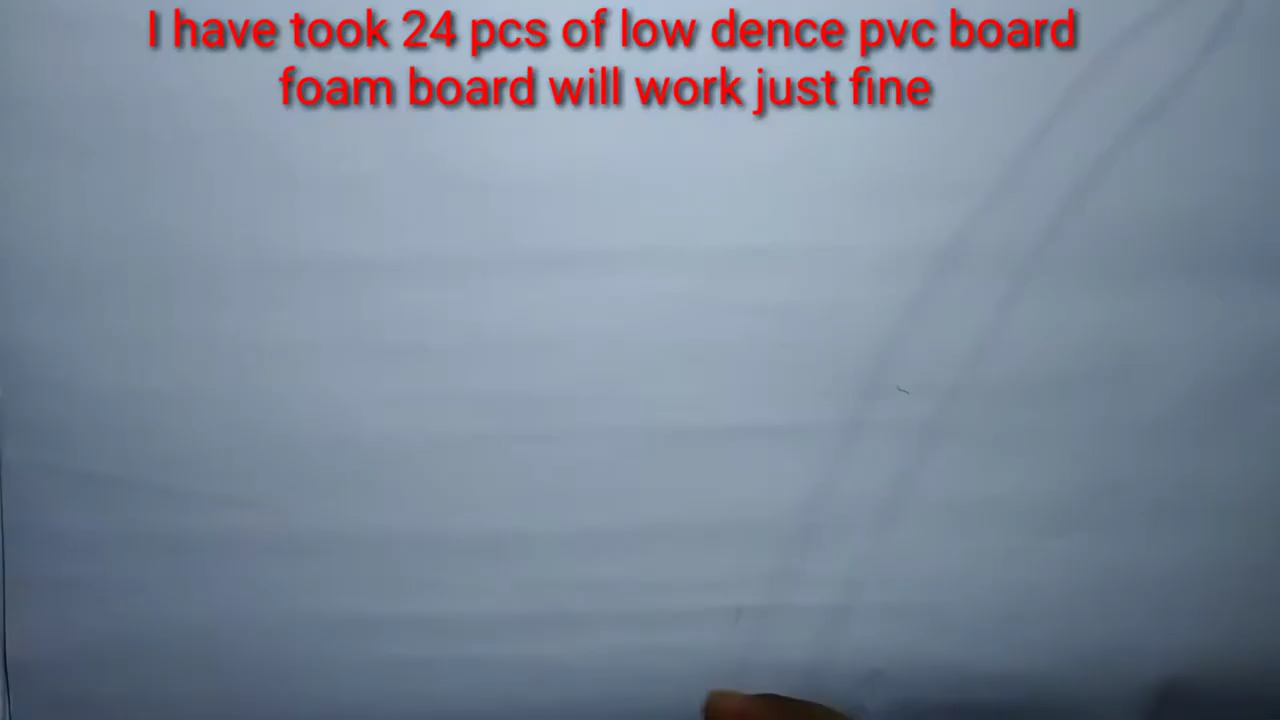 I have took 24 pcs of low dence pvc board
foam board will work just fine